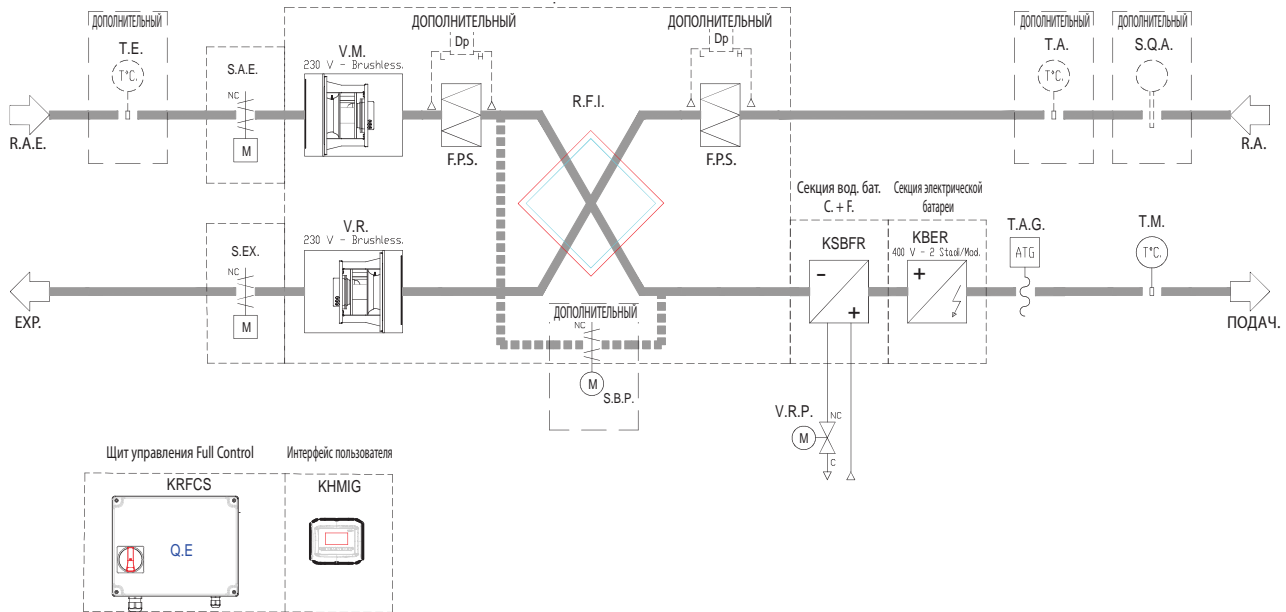 ДОПОЛНИТЕЛЬНЫЙ
T.E.
T°C.
R.A.E.
S.A.E.
NC
M
V.M.
230 V - Brushless.
ДОПОЛНИТЕЛЬНЫЙ
Dp
L H
F.P.S.
R.F.I.
ДОПОЛНИТЕЛЬНЫЙ
Dp
L H
F.P.S.
ДОПОЛНИТЕЛЬНЫЙ
T.A.
T°C.
ДОПОЛНИТЕЛЬНЫЙ
S.Q.A.
R.A.
EXP.
S.EX.
NC
M
V.R.
230 V - Brushless.
ДОПОЛНИТЕЛЬНЫЙ
NC
M
S.B.P.
Секция вод. бат.
C. + F.
KSBFR
-
+
Секция электрической
батареи
KBER
400 V - 2 Stadi/Mod.
+
T.A.G.
ATG
T.M.
T°C.
ПОДАЧ.
V.R.P.
NC
M
C
Щит управления Full Control
KRFCS
Q.E
Интерфейс пользователя
KHMIG